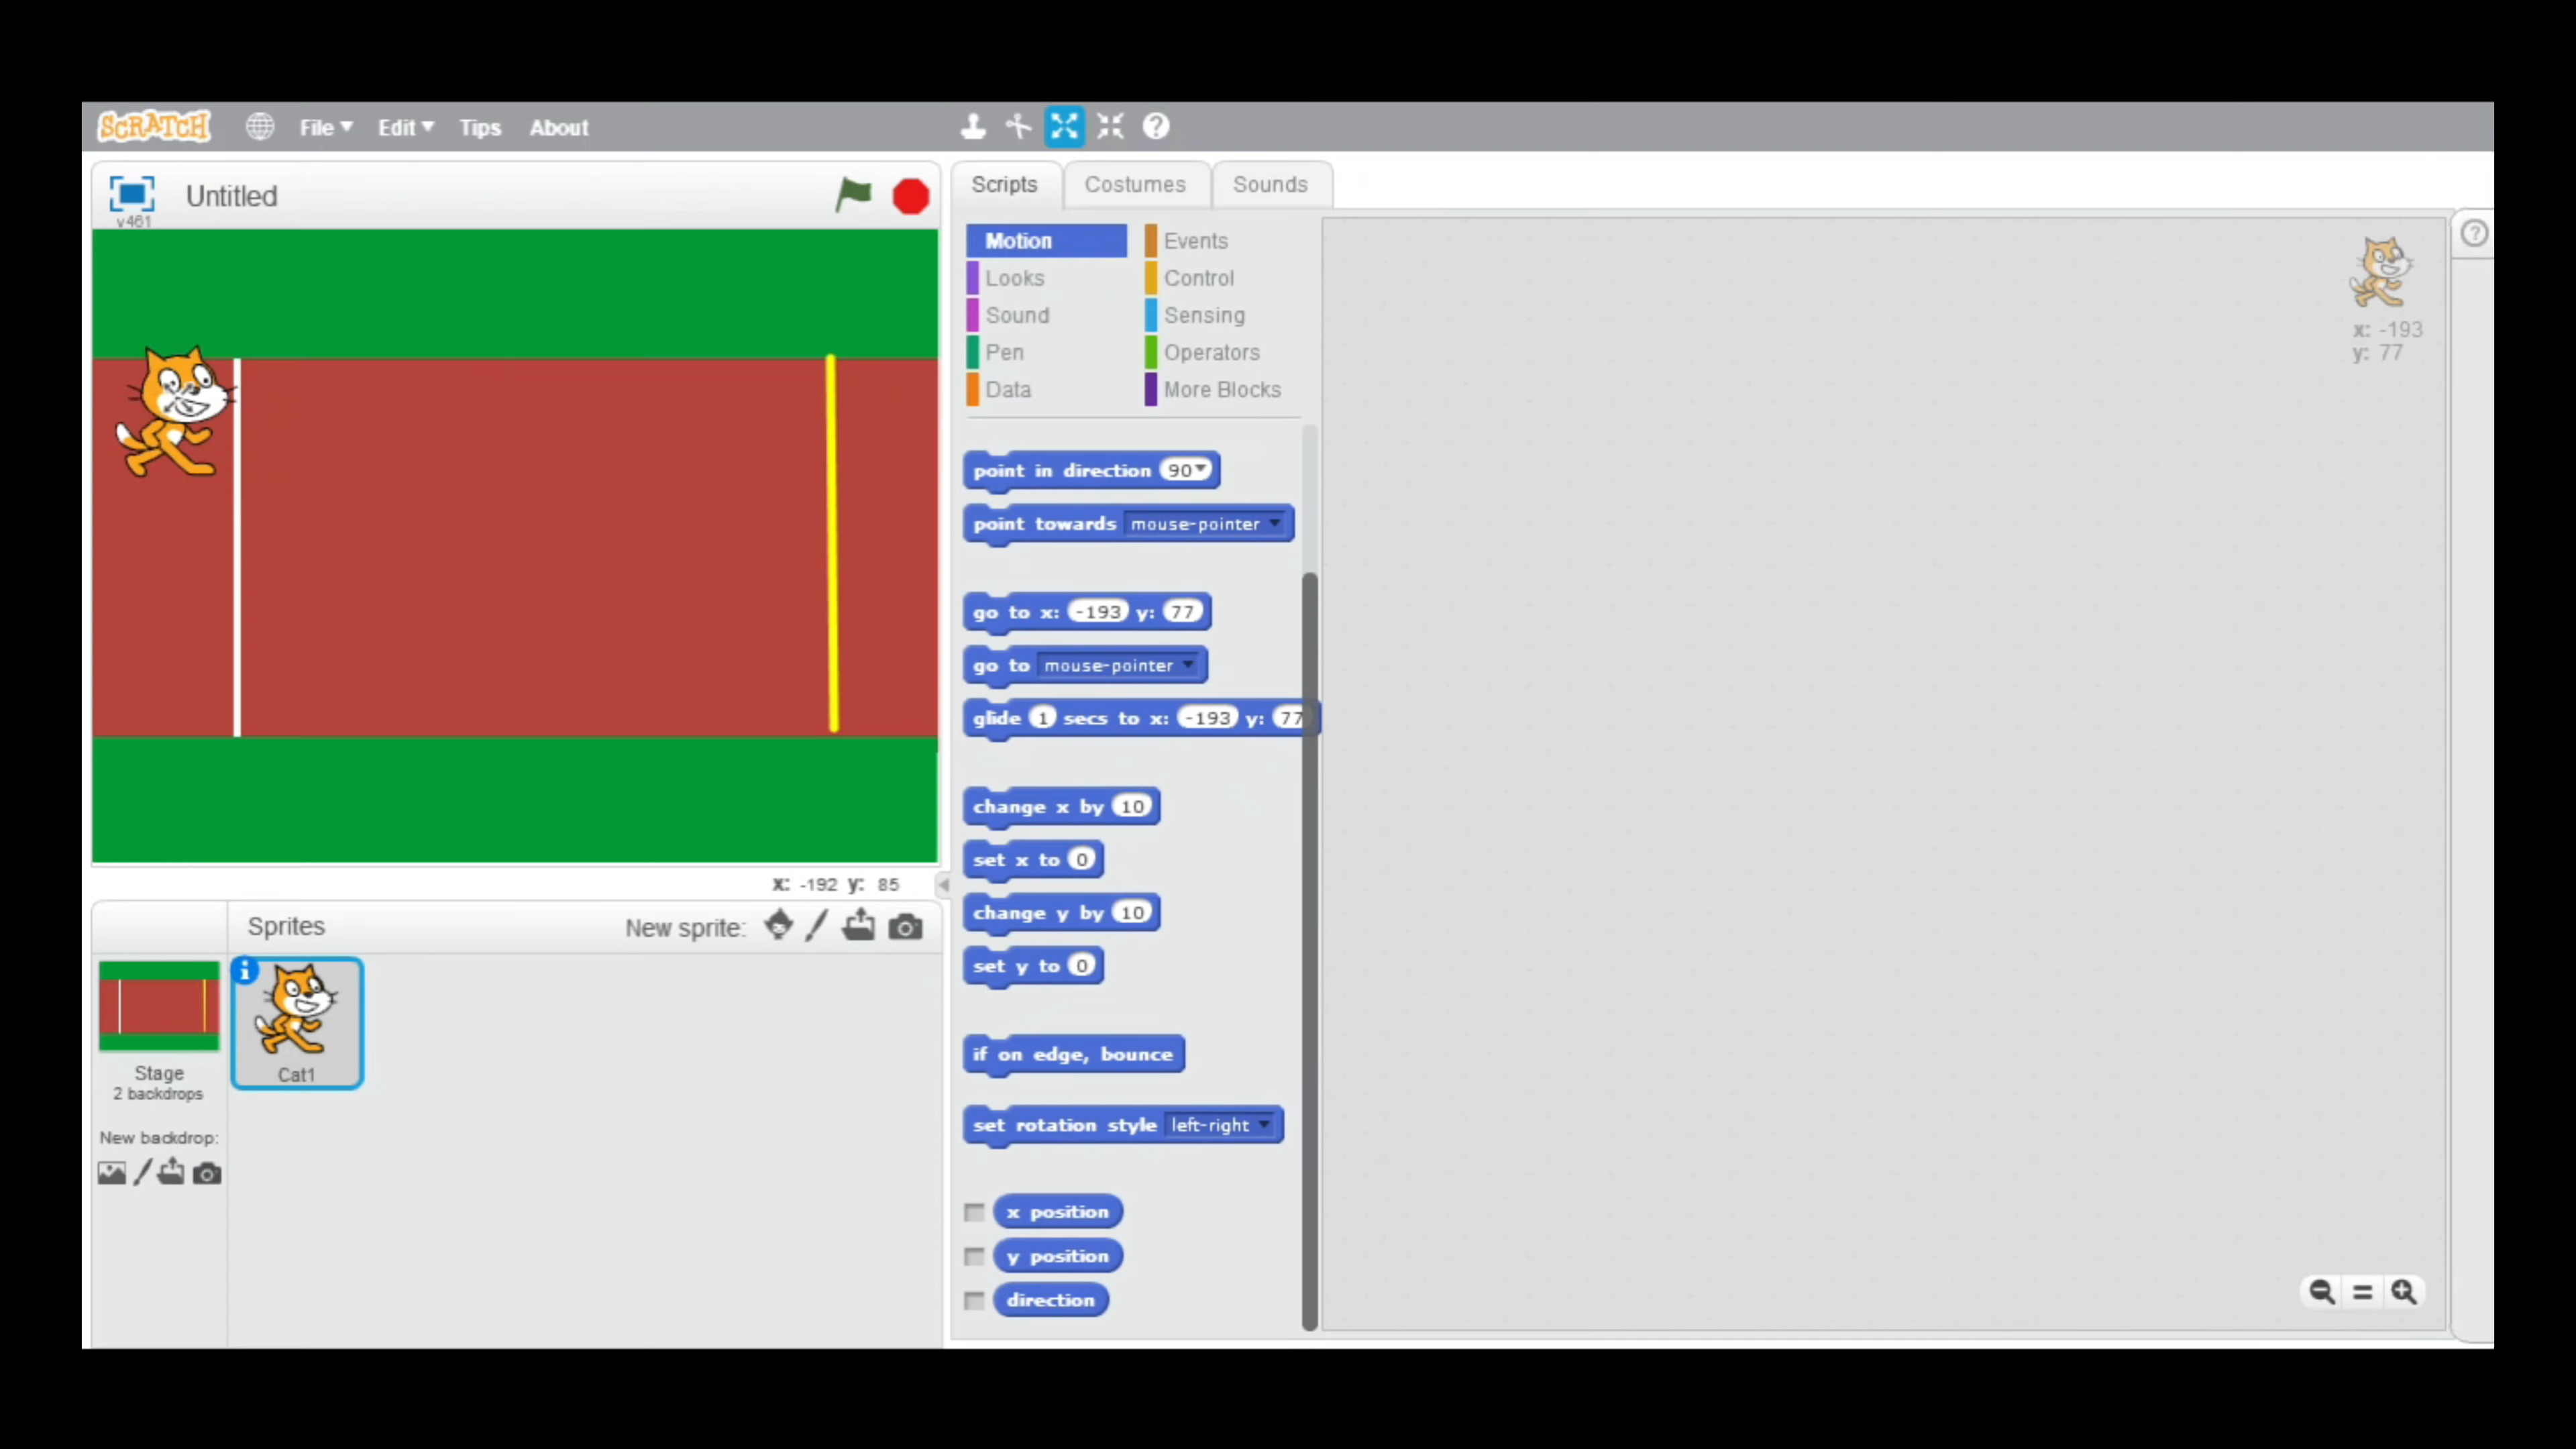 SCRATCH File Edit Tips About
v461 Untitled
Scripts Costumes Sounds
Motion Events
Looks Control
Sound Sensing
Pen Operators
Data More Blocks
x: -193
y: 77
point in direction 90
point towards mouse-pointer
go to x: -193 y: 77
go to mouse-pointer
glide 1 secs to x: -193 y: 77
change x by 10
set x to 0
change y by 10
set y to 0
if on edge, bounce
set rotation style left-right
x position
y position
direction
x: -192 y: 85
Sprites New sprite:
Stage
2 backdrops
New backdrop:
Cat1